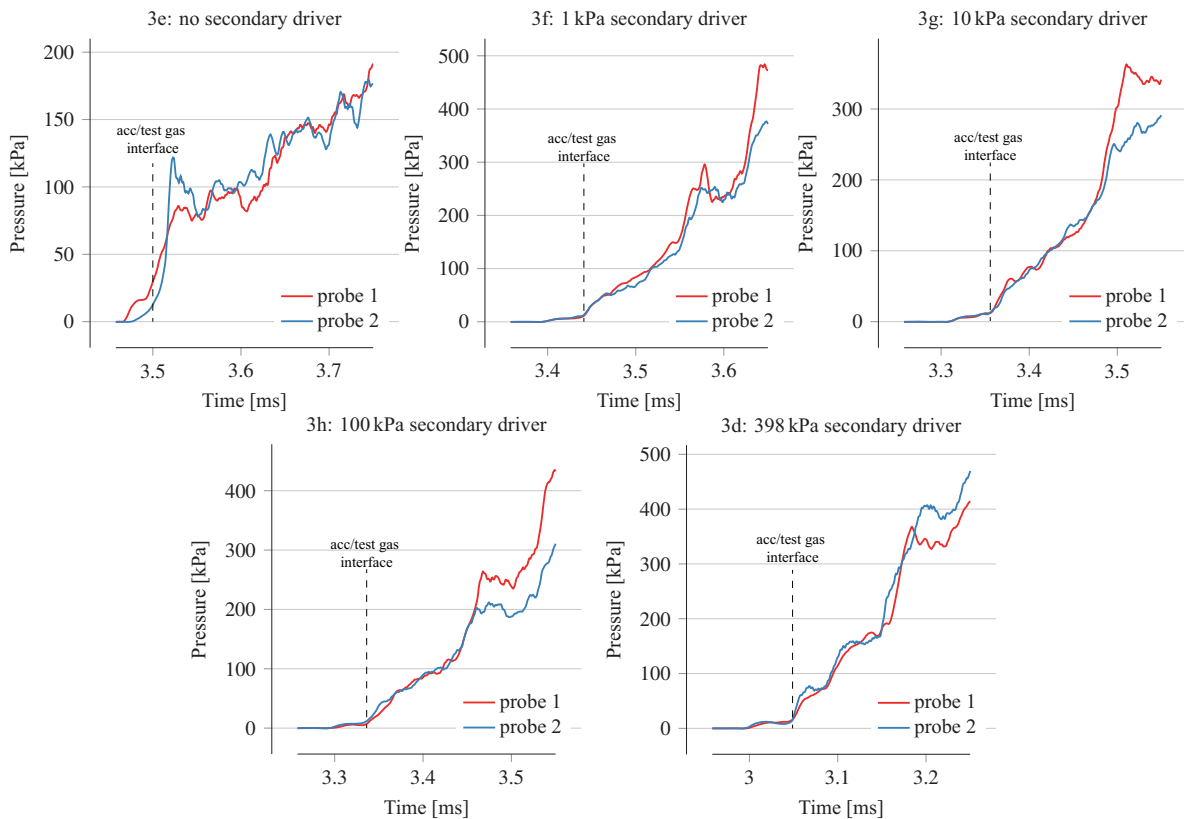 3e: no secondary driver
200
150
100
50
0
Pressure [kPa]
acc/test gas
interface
probe 1
probe 2
3.5
3.6
3.7
Time [ms]
3f: 1 kPa secondary driver
500
400
300
200
100
0
Pressure [kPa]
acc/test gas
interface
probe 1
probe 2
3.4
3.5
3.6
Time [ms]
3g: 10 kPa secondary driver
300
200
100
0
Pressure [kPa]
acc/test gas
interface
probe 1
probe 2
3.3
3.4
3.5
Time [ms]
3h: 100 kPa secondary driver
400
300
200
100
0
Pressure [kPa]
acc/test gas
interface
probe 1
probe 2
3.3
3.4
3.5
Time [ms]
3d: 398 kPa secondary driver
500
400
300
200
100
0
Pressure [kPa]
acc/test gas
interface
probe 1
probe 2
3
3.1
3.2
Time [ms]